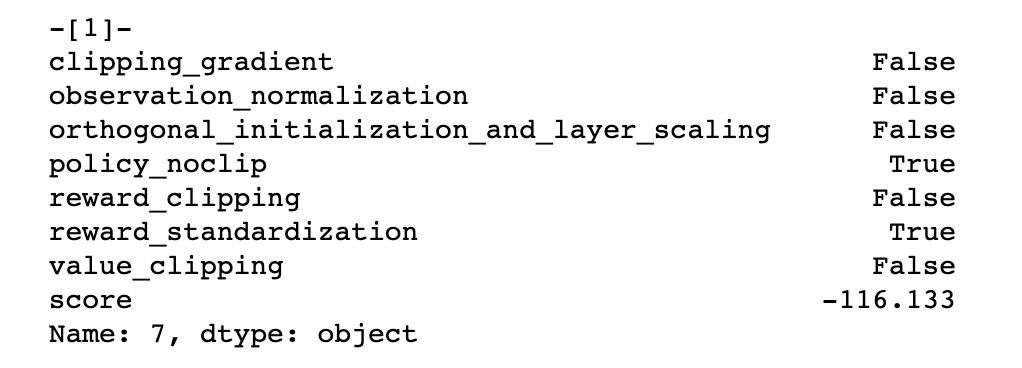 -[1]-
clipping_gradient False
observation_normalization False
orthogonal_initialization_and_layer_scaling False
policy_noclip True
reward_clipping False
reward_standardization True
value_clipping False
score -116.133
Name: 7, dtype: object